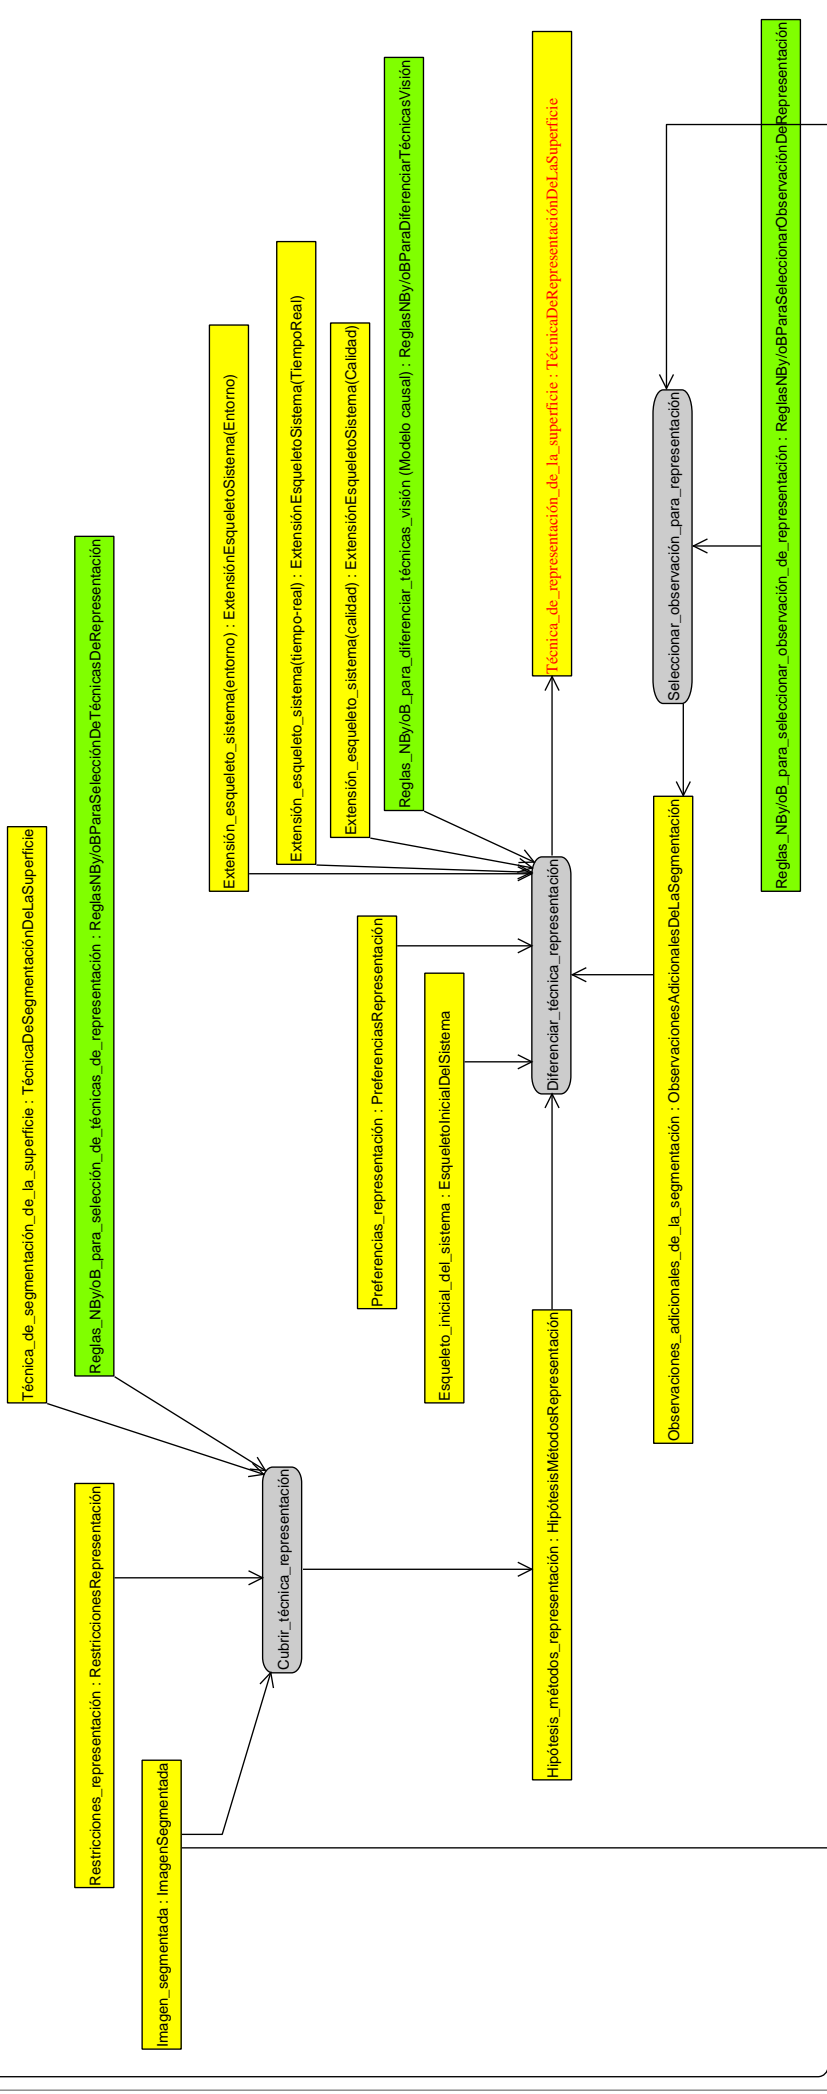 Técnica_de_segmentación_de_la_superficie : TécnicaDeSegmentaciónDeLaSuperficie
Reglas_NBy/oB_para_selección_de_técnicas_de_representación : ReglasNBy/oBParaSelecciónDeTécnicasDeRepresentación
Restricciones_representación : RestriccionesRepresentación
Imagen_segmentada : ImagenSegmentada
Extensión_esqueleto_sistema(entorno) : ExtensiónEsqueletoSistema(Entorno)
Cubrir_técnica_representación
Extensión_esqueleto_sistema(tiempo-real) : ExtensiónEsqueletoSistema(TiempoReal)
Extensión_esqueleto_sistema(calidad) : ExtensiónEsqueletoSistema(Calidad)
Preferencias_representación : PreferenciasRepresentación
Reglas_NBy/oB_para_diferenciar_técnicas_visión (Modelo causal) : ReglasNBy/oBParaDiferenciarTécnicasVisión
Esqueleto_inicial_del_sistema : EsqueletoInicialDelSistema
Hipótesis_métodos_representación : HipótesisMétodosRepresentación
Diferenciar_técnica_representación
Técnica_de_representación_de_la_superficie : TécnicaDeRepresentaciónDeLaSuperficie
Observaciones_adicionales_de_la_segmentación : ObservacionesAdicionalesDeLaSegmentación
Seleccionar_observación_para_representación
Reglas_NBy/oB_para_seleccionar_observación_de_representación : ReglasNBy/oBParaSeleccionarObservaciónDeRepresentación